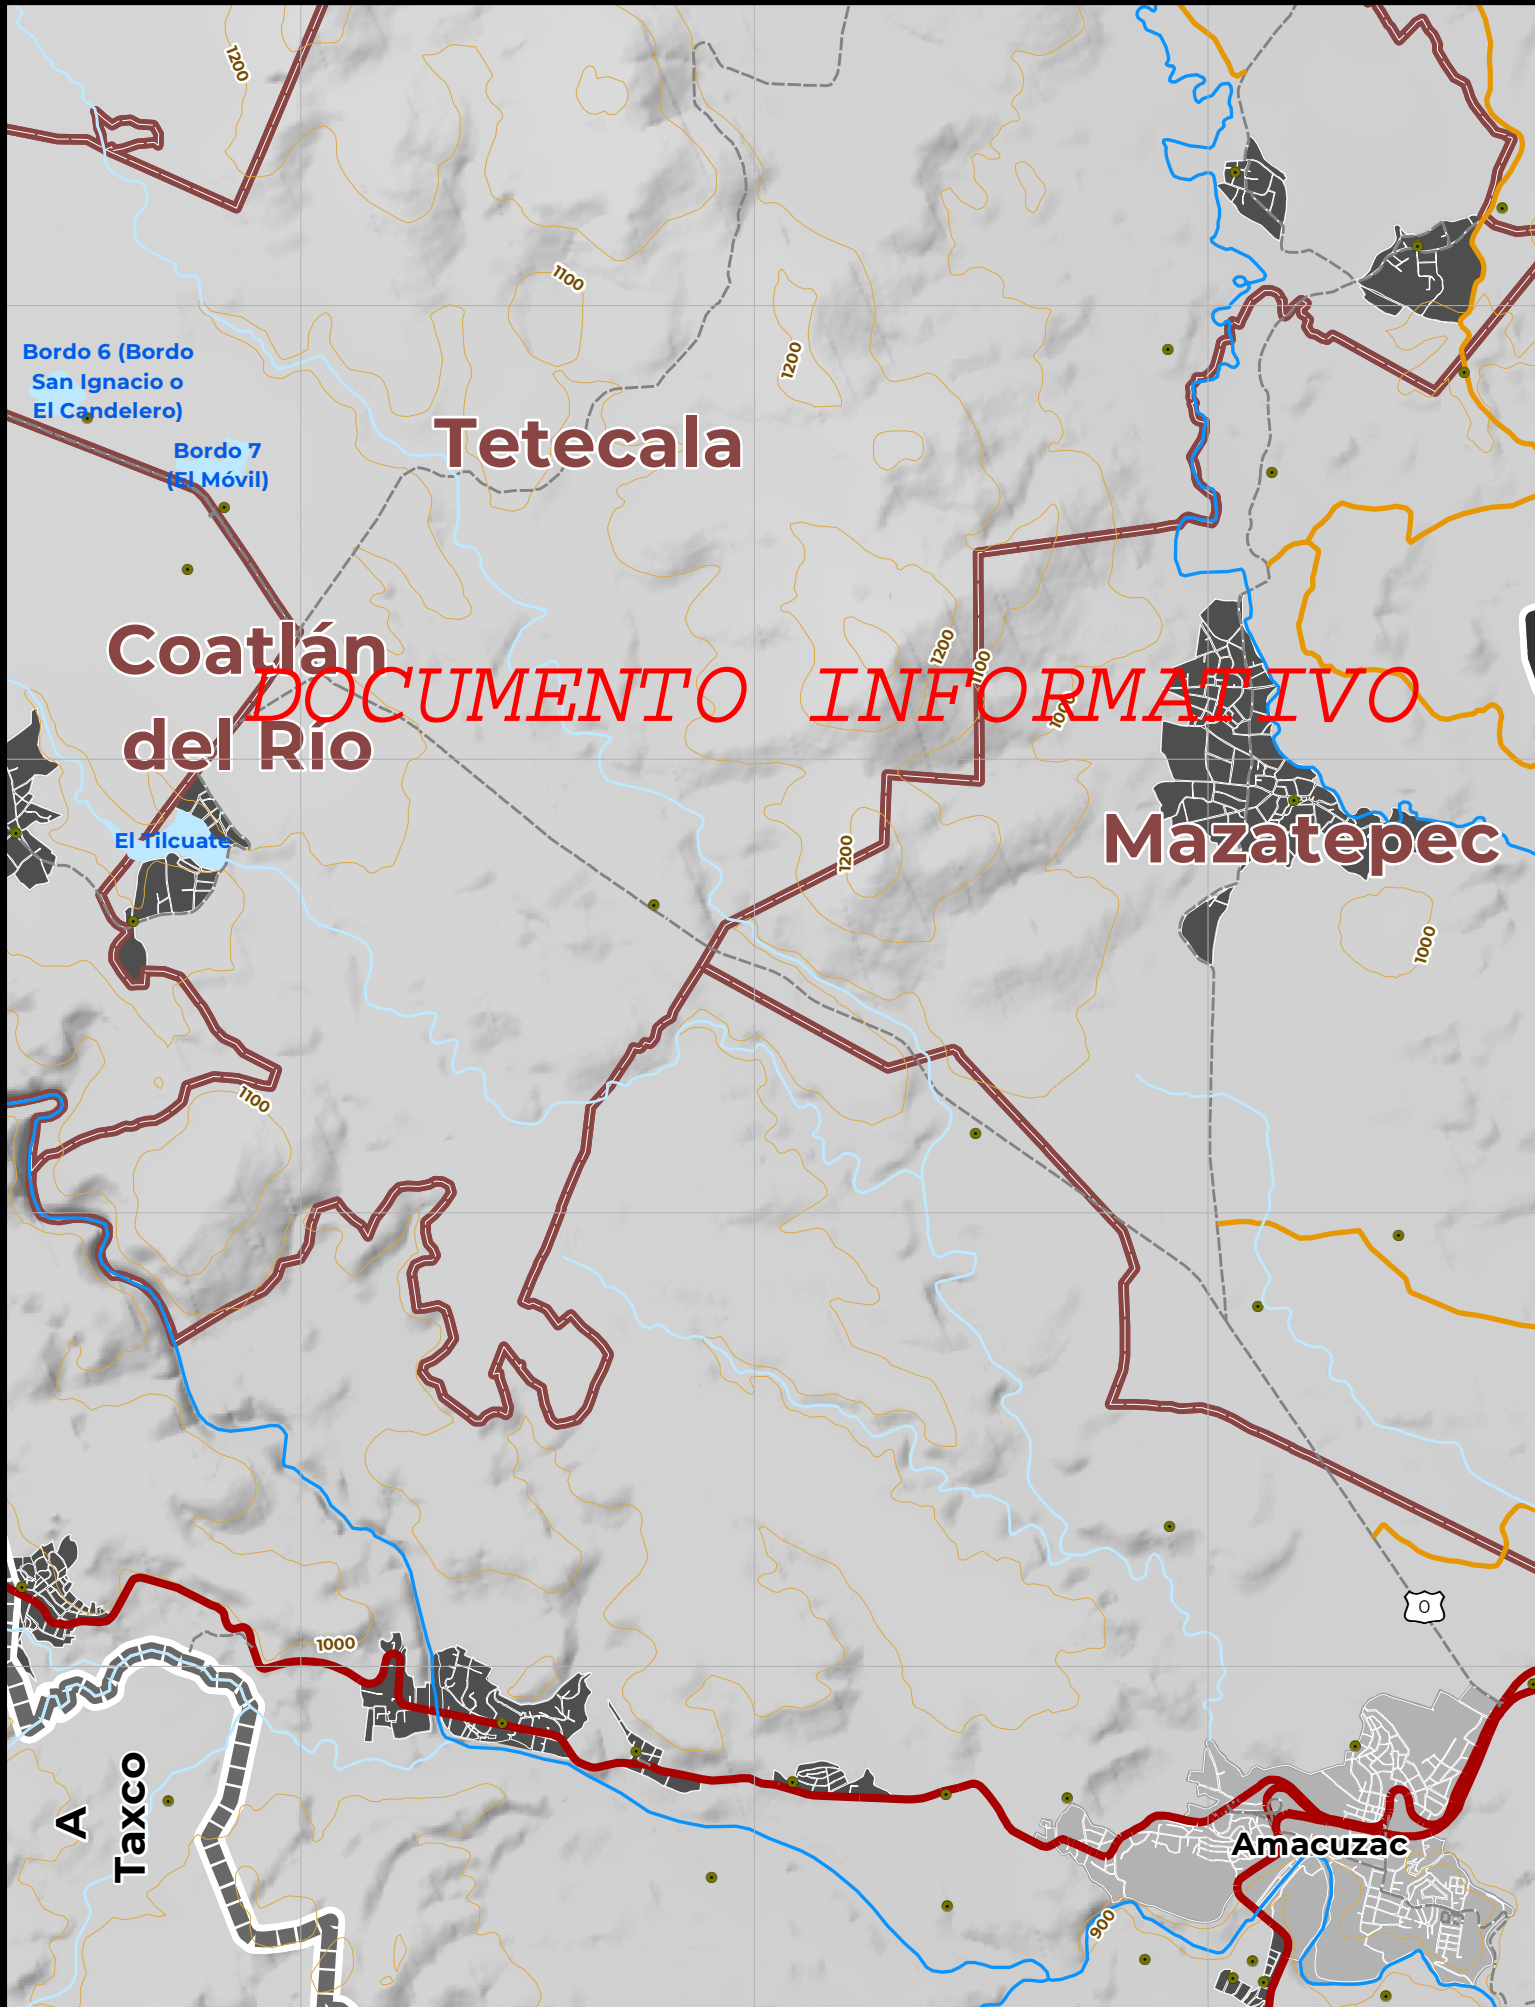 1200
1100
Bordo 6 (Bordo
San Ignacio o
El Candelero)
1200
Bordo 7
(El Móvil)
Tetecala
Coatlán
del Río
1200
1100
1000
DOCUMENTO INFORMATIVO
El Tilcuate
1200
Mazatepec
1000
1100
0
1000
A
Taxco
Amacuzac
900